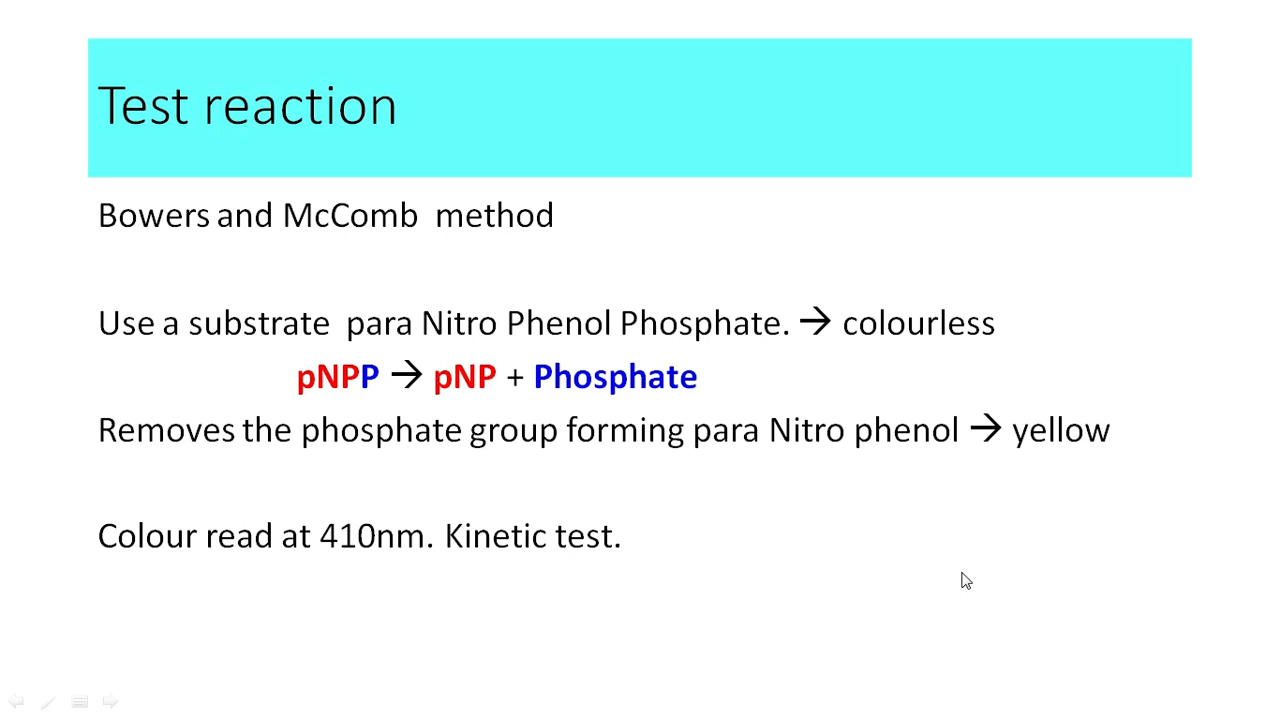 Test reaction
Bowers and McComb method
Use a substrate para Nitro Phenol Phosphate. → colourless
pNPP → pNP + Phosphate
Removes the phosphate group forming para Nitro phenol → yellow
Colour read at 410nm. Kinetic test.